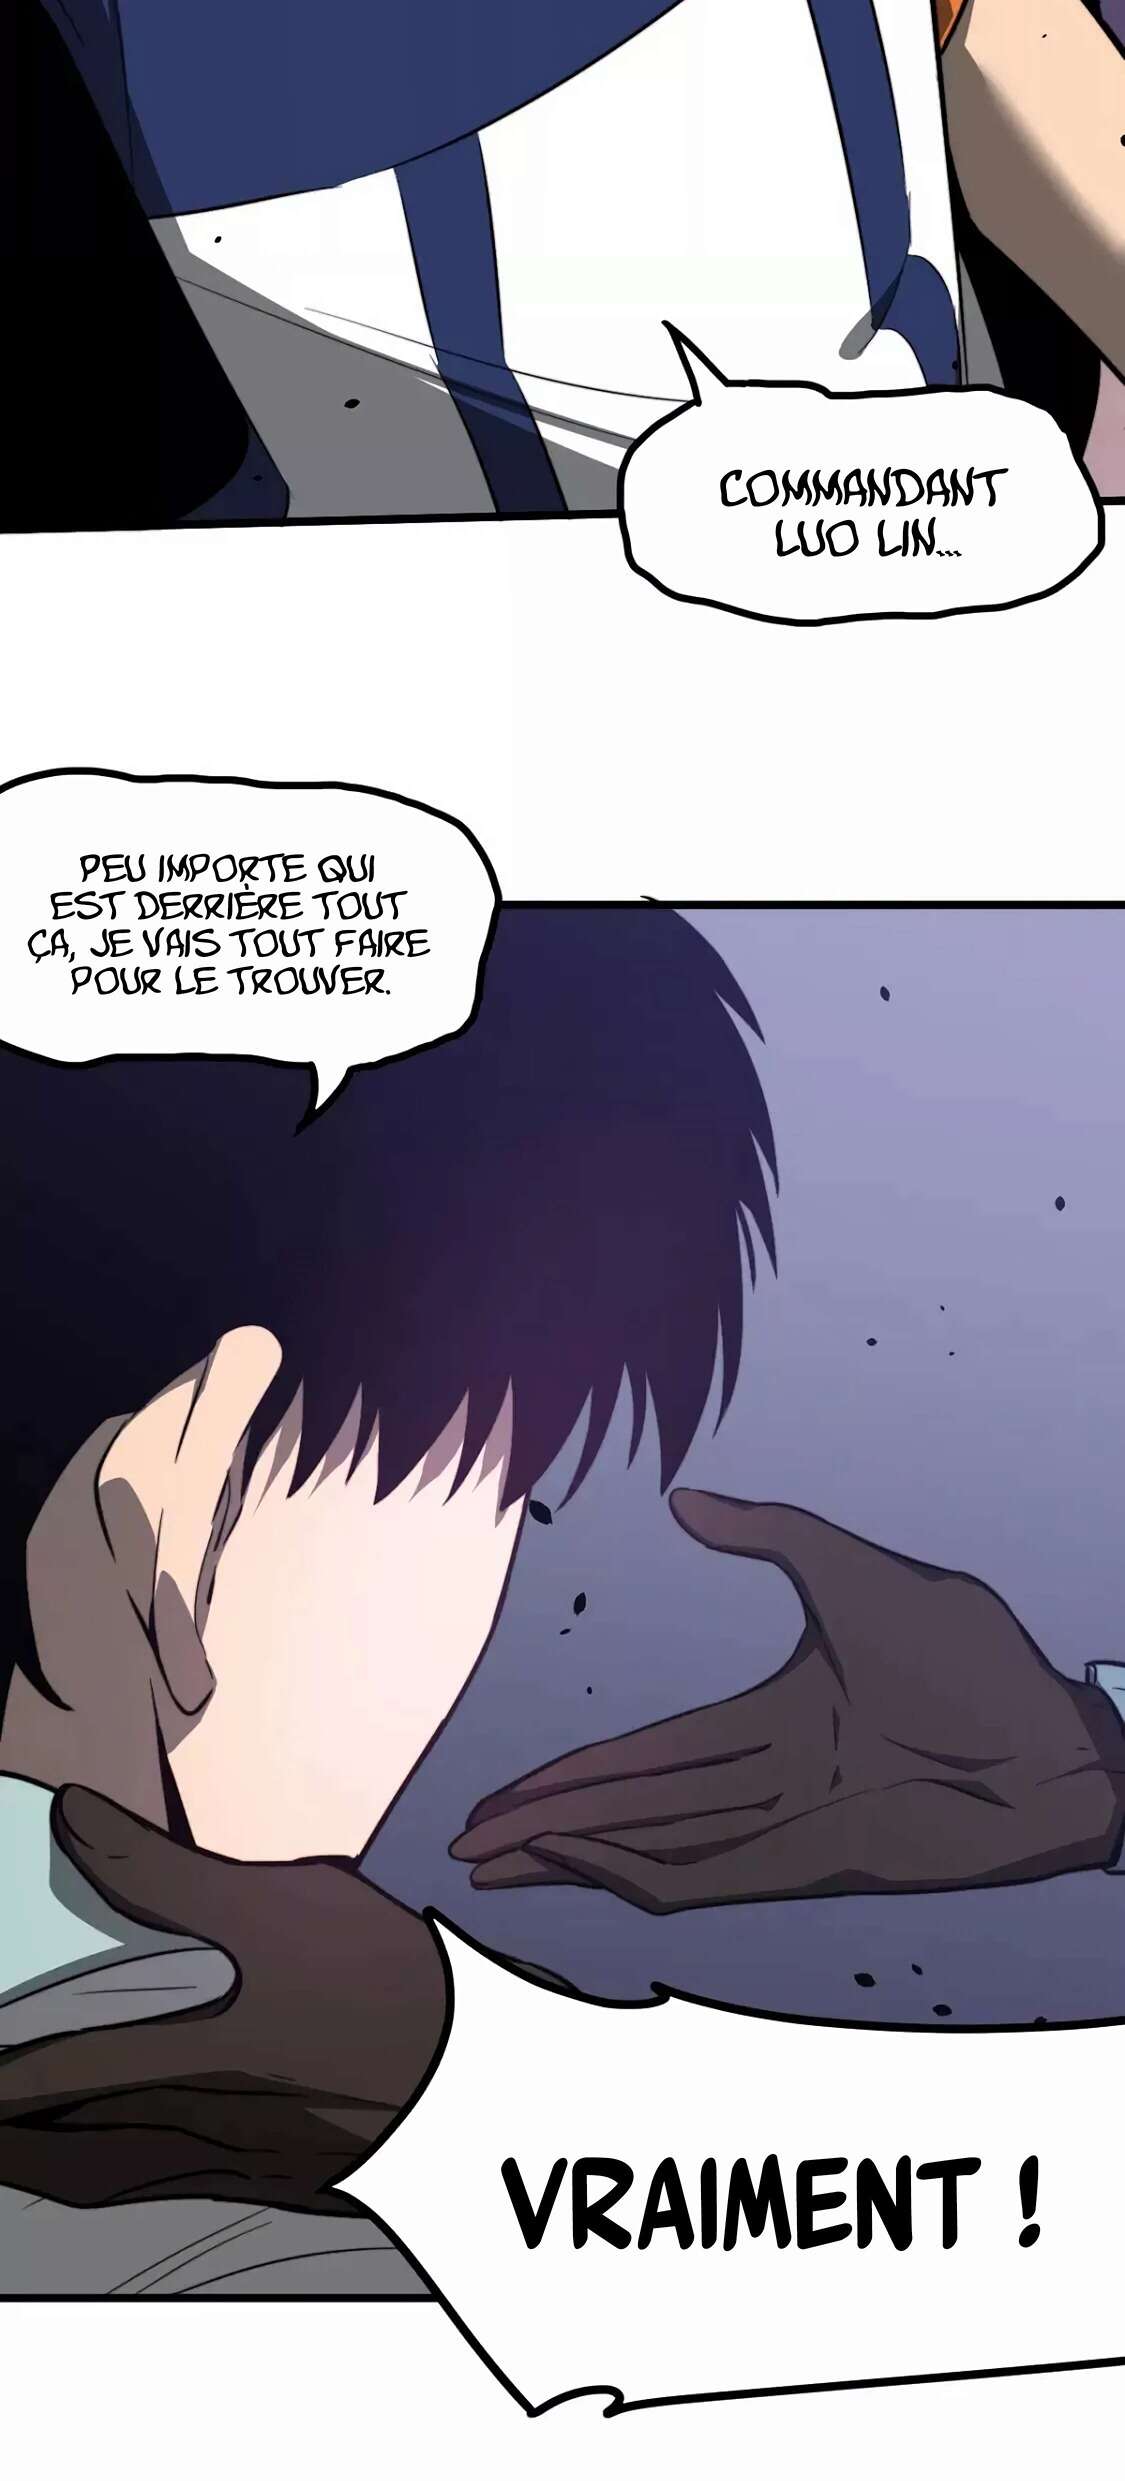 COMMANDANT
LUO LIN...
PEU IMPORTE QUI
EST DERRIÈRE TOUT
ÇA, JE VAIS TOUT FAIRE
POUR LE TROUVER.
VRAIMENT !